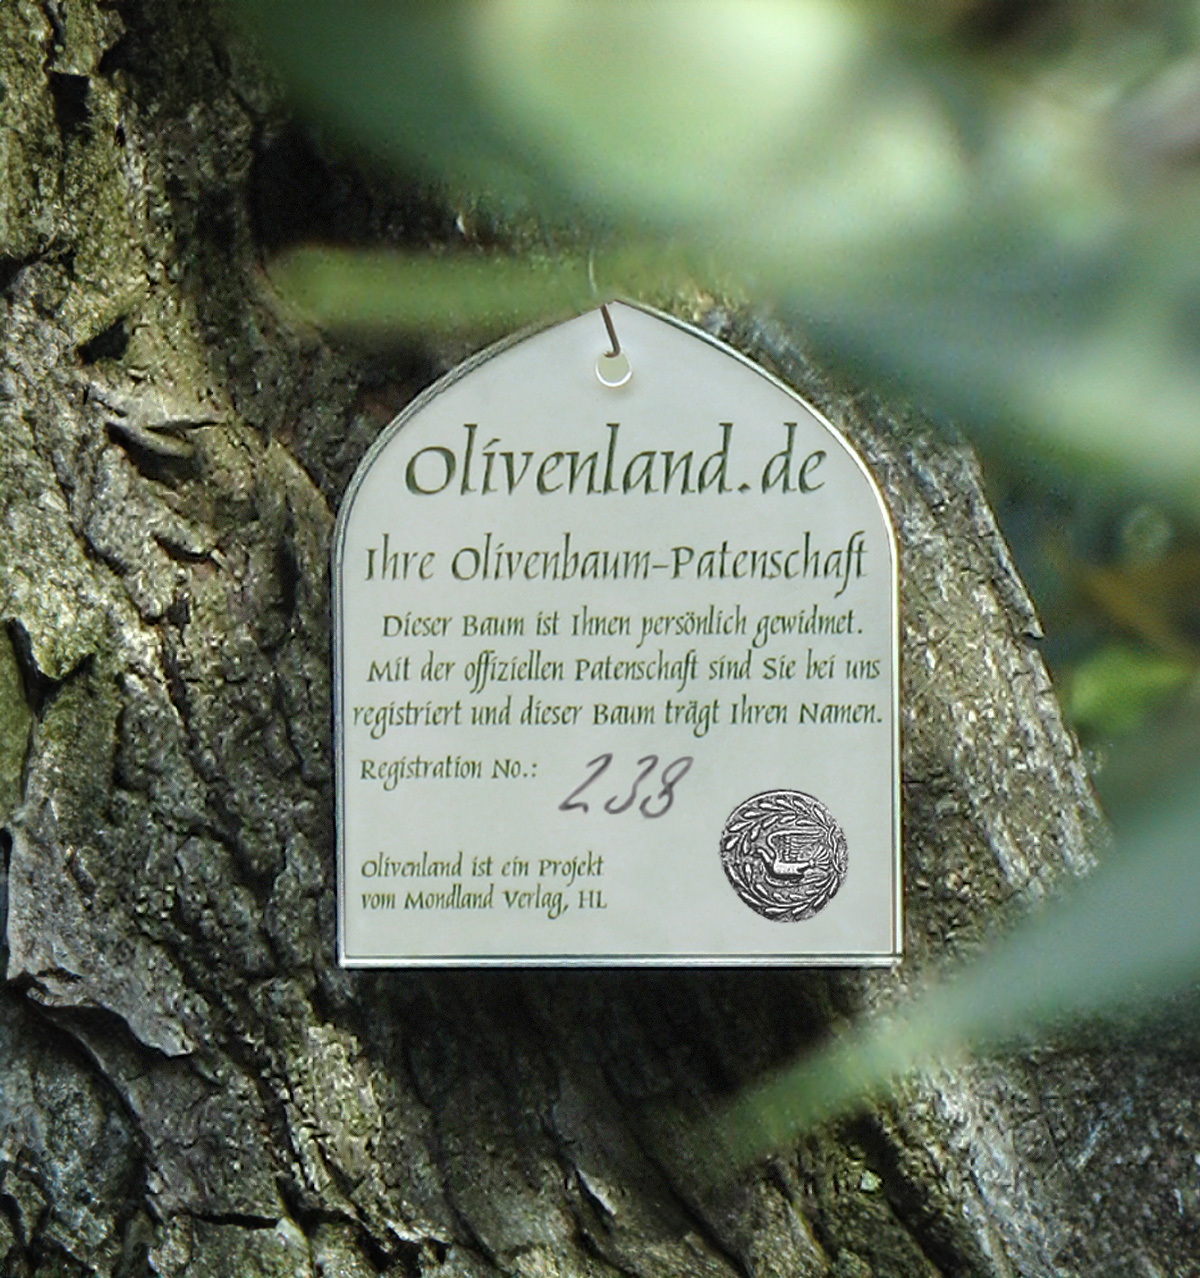 Olivenland.de
Ihre Olivenbaum-Patenschaft
Dieser Baum ist Ihnen persönlich gewidmet.
Mit der offiziellen Patenschaft sind Sie bei uns
registriert und dieser Baum trägt Ihren Namen.
Registration No.: 238
Olivenland ist ein Projekt
vom Mondland Verlag, HL